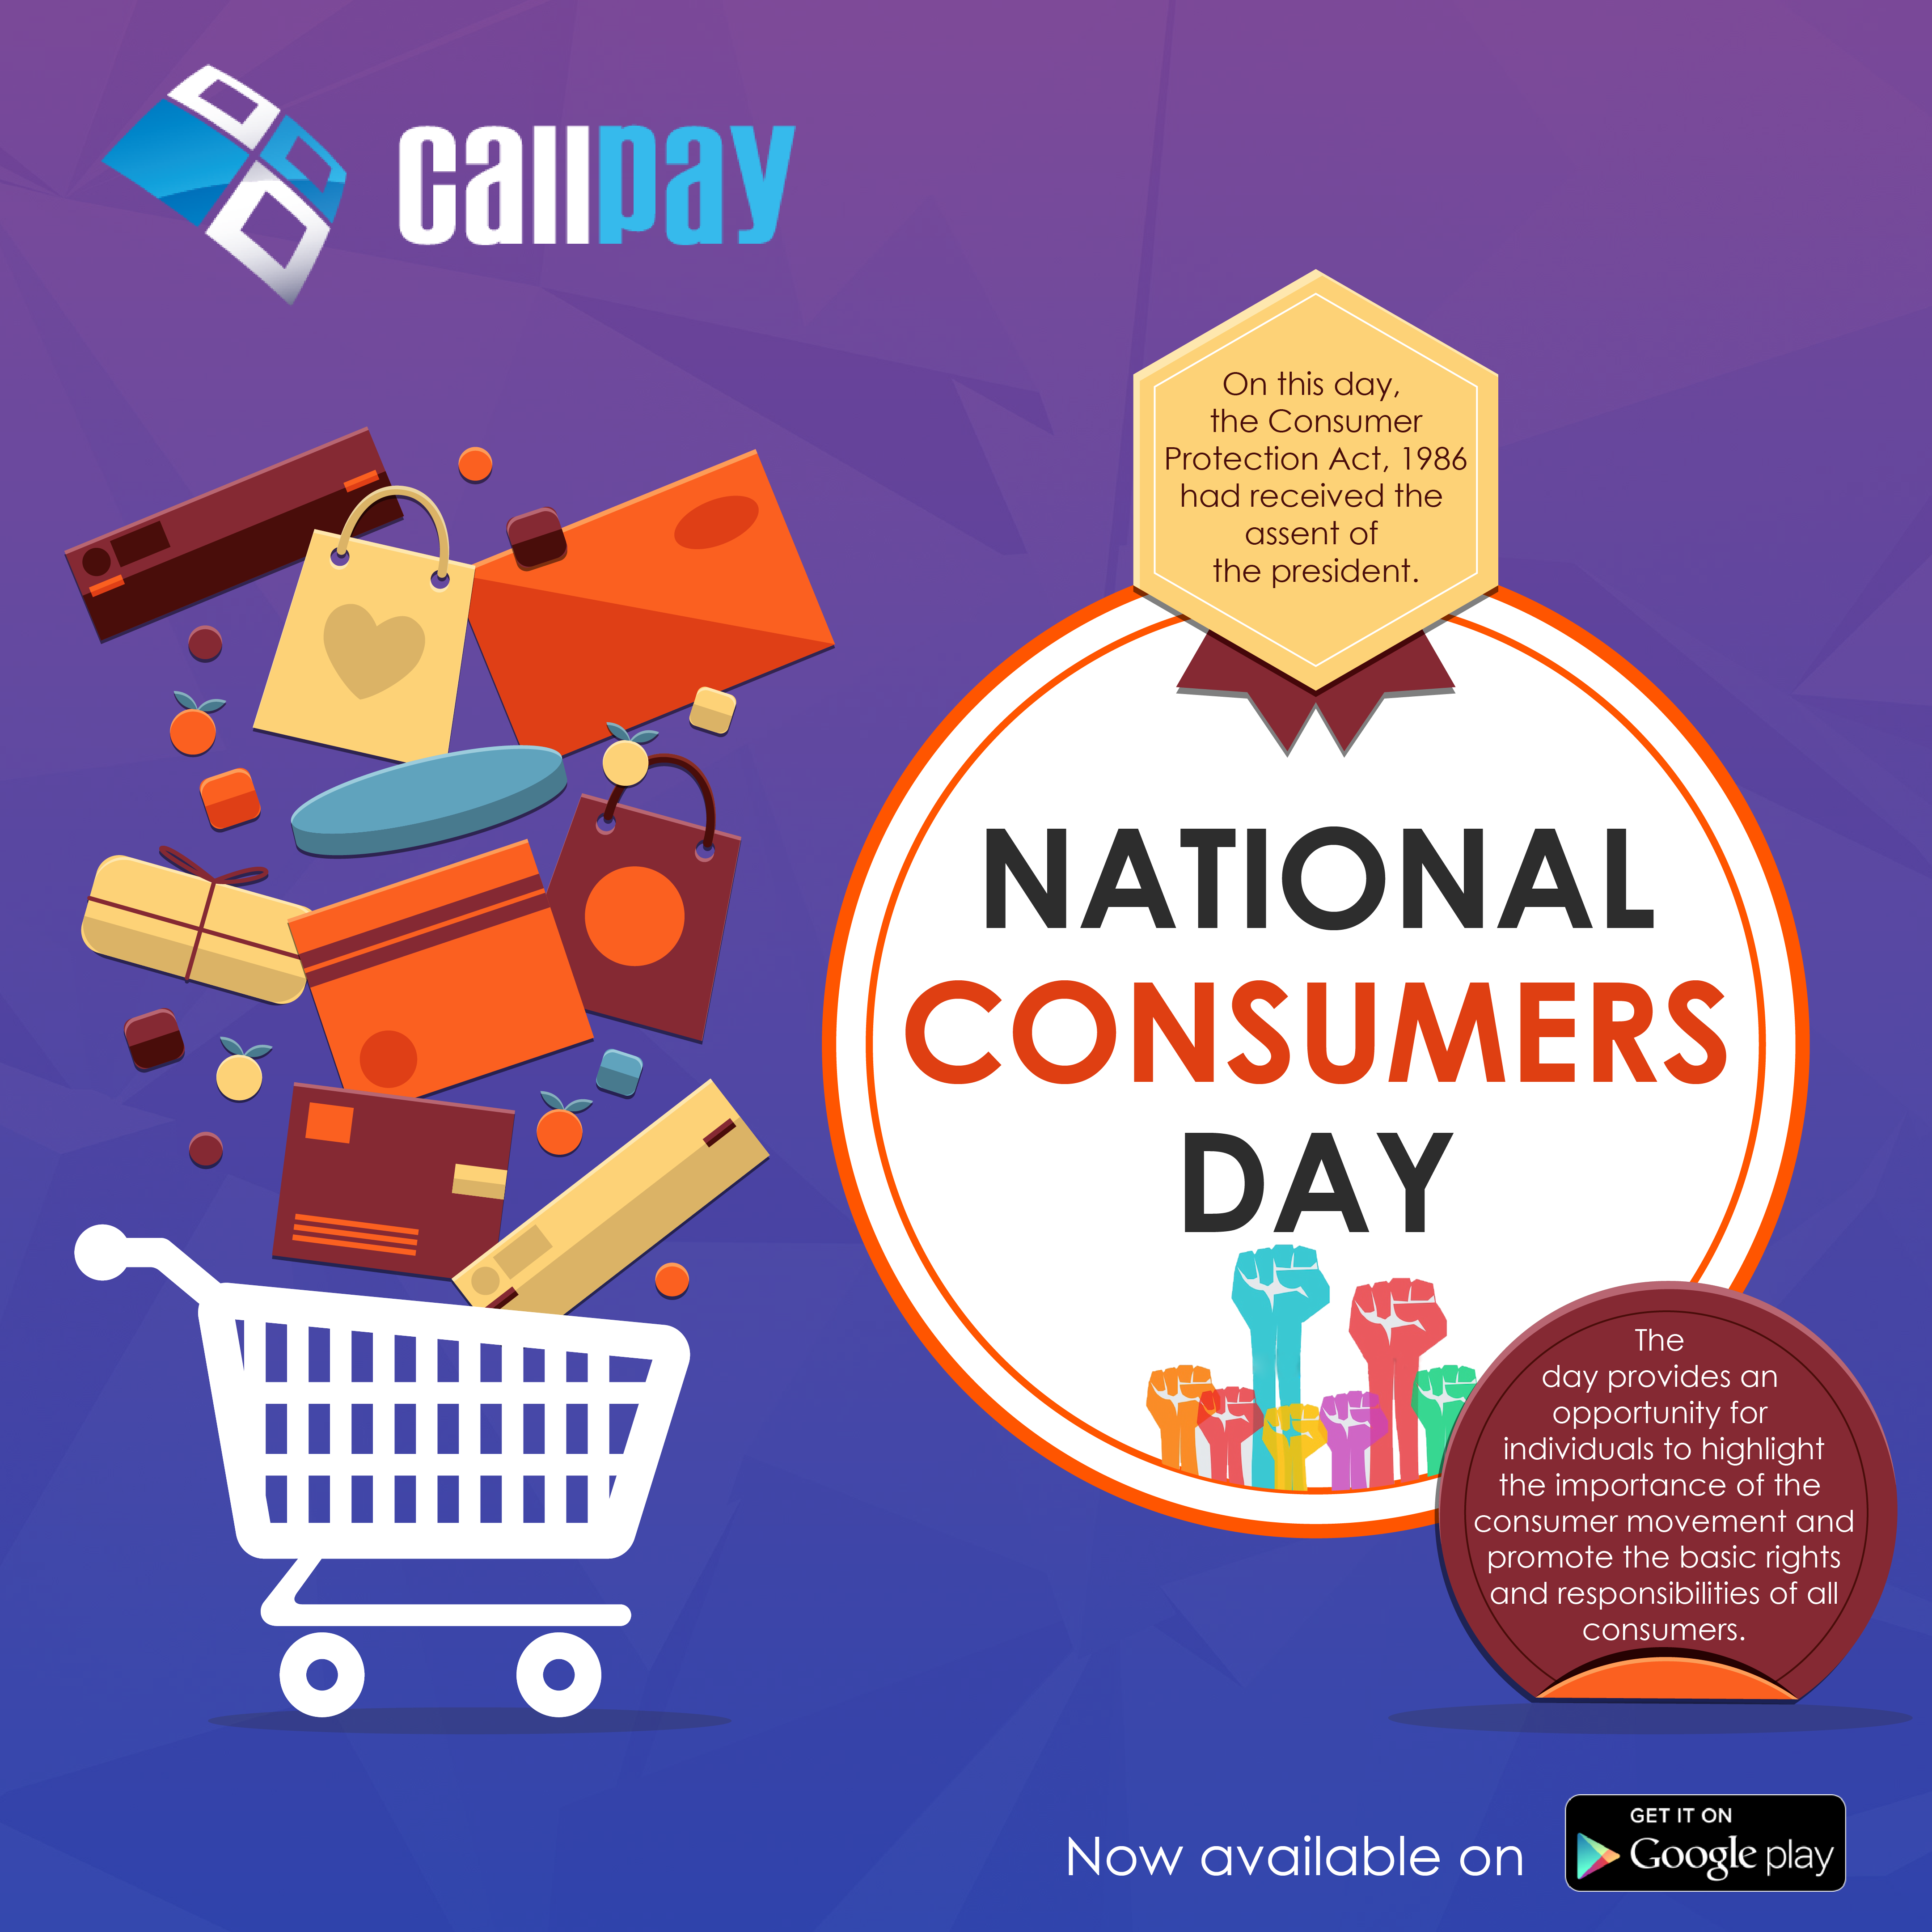 callpay
On this day,
the Consumer
Protection Act, 1986
had received the
assent of
the president.
NATIONAL
CONSUMERS
DAY
The
day provides an
opportunity for
individuals to highlight
the importance of the
consumer movement and
promote the basic rights
and responsibilities of all
consumers.
Now available on
GET IT ON
Google play